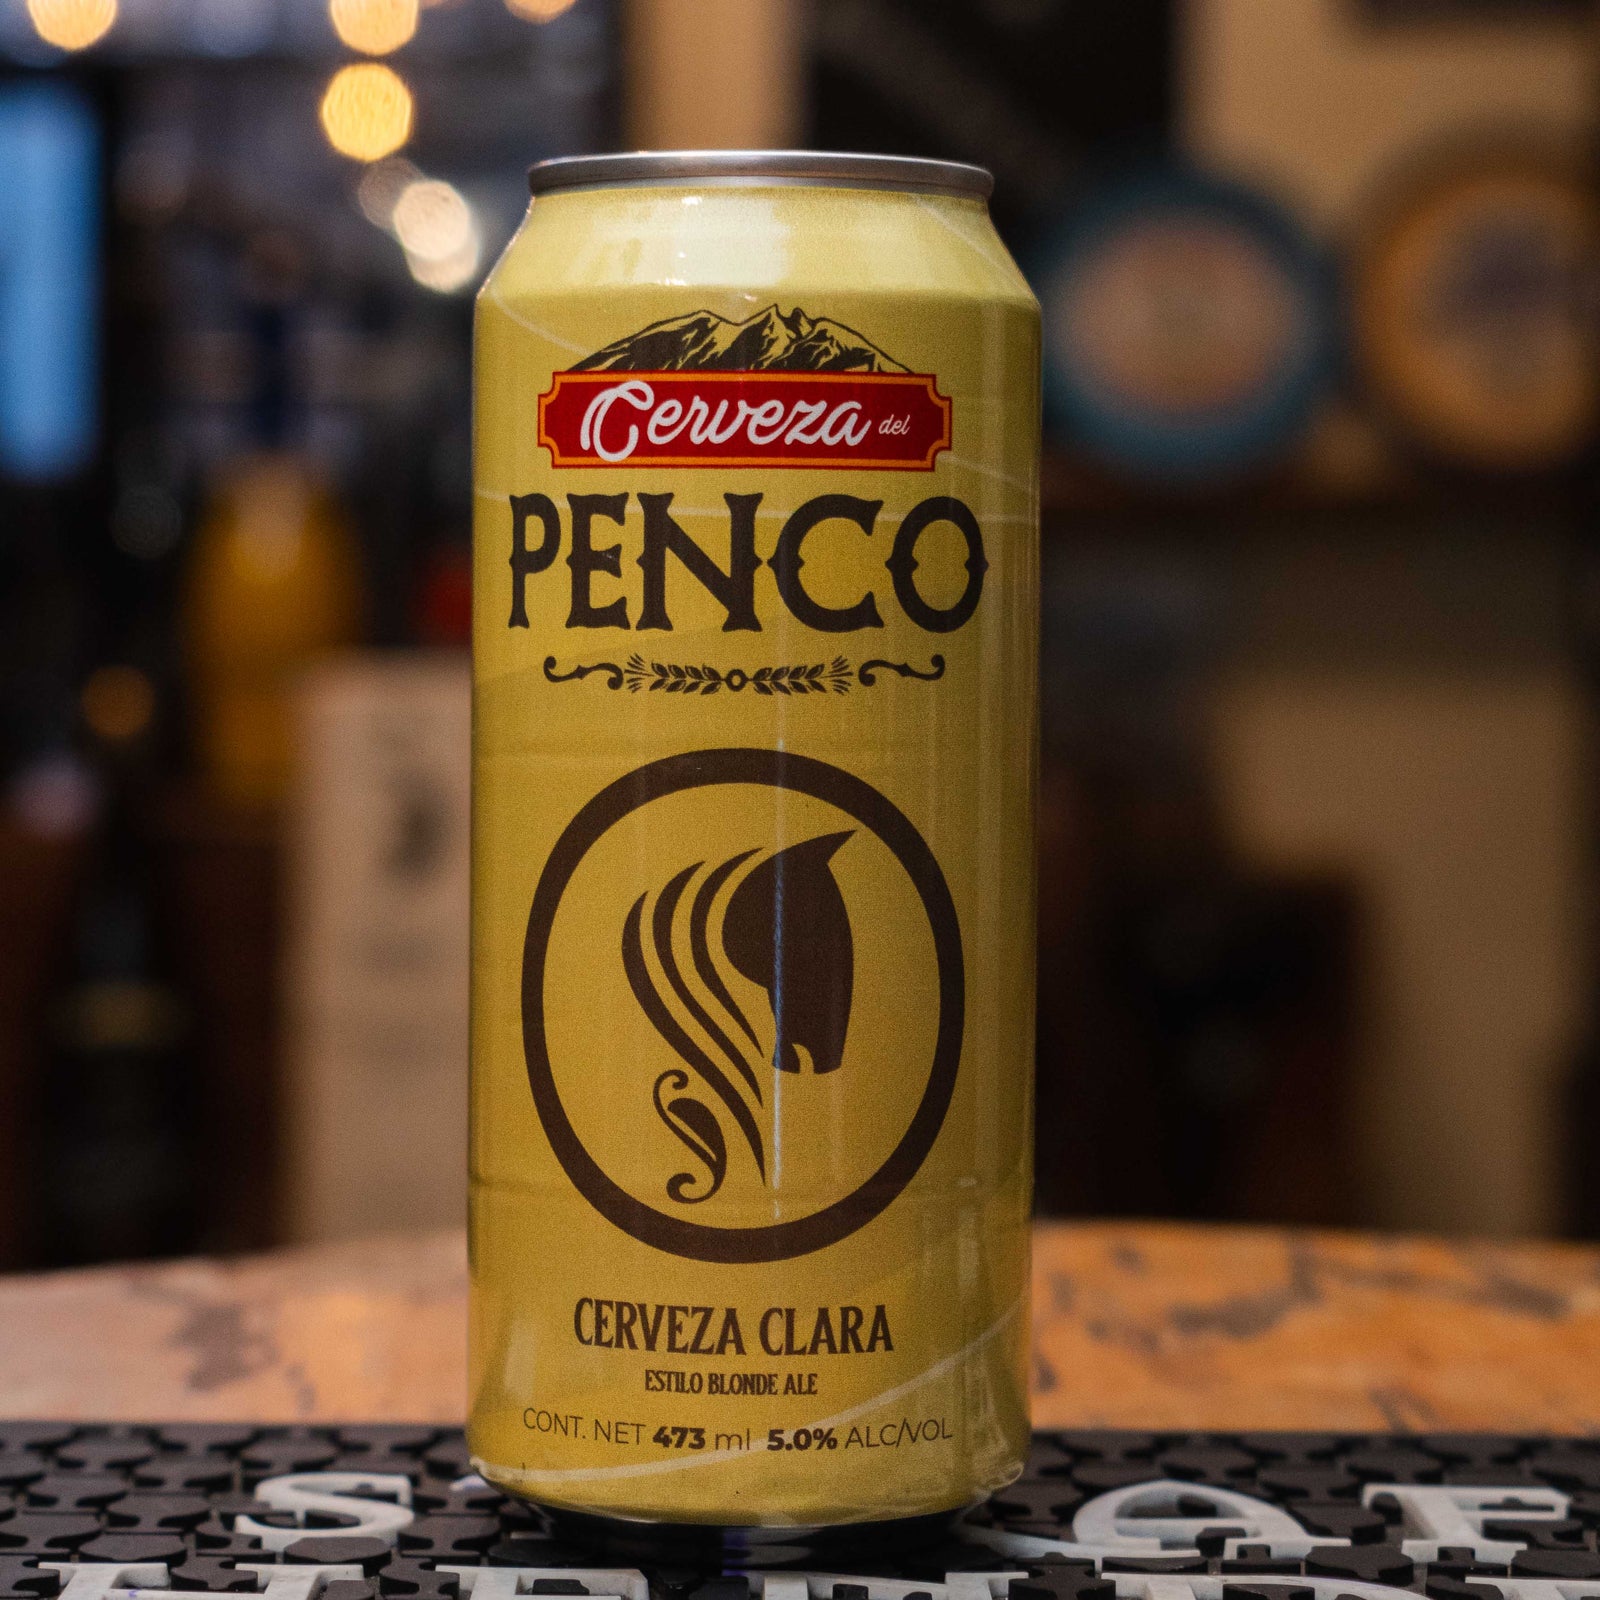 Cerveza del
PENCO
CERVEZA CLARA
ESTILO BLONDE ALE
CONT. NET 473 ml 5.0% ALC/VOL